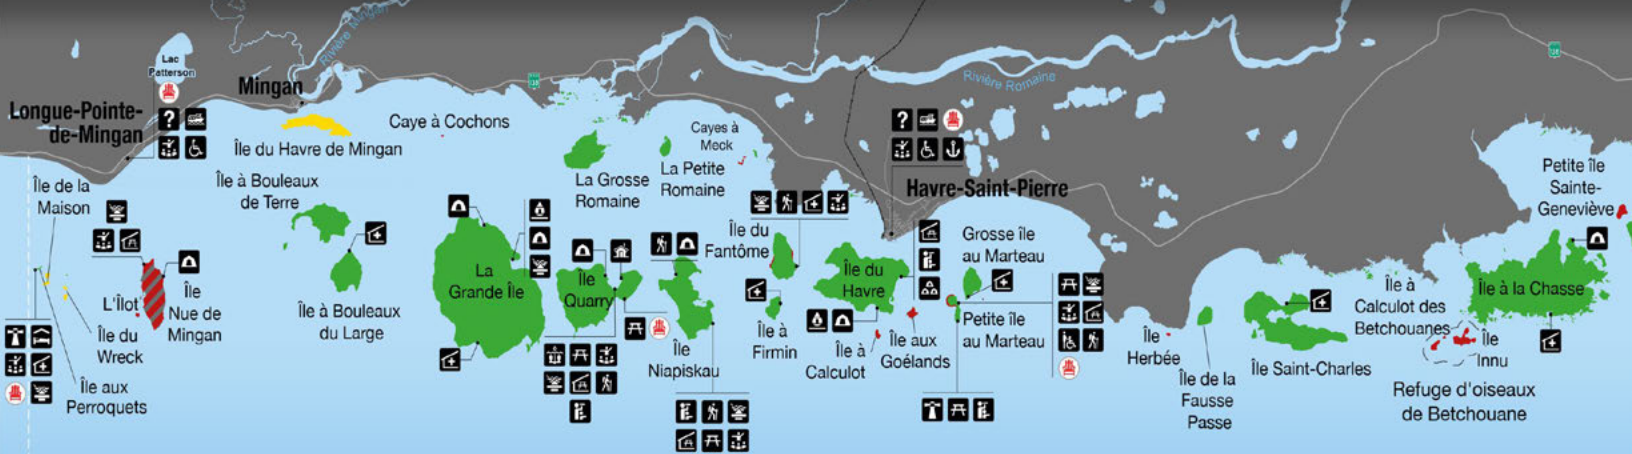 Lac
Patterson
Rivière Mingan
Mingan
Longue-Pointe-
de-Mingan
138
Rivière Romaine
138
Caye à Cochons
Île du Havre de Mingan
Cayes à
Meck
La Petite
Romaine
La Grosse
Romaine
Havre-Saint-Pierre
Petite île
Sainte-
Geneviève
Île de la
Maison
Île à Bouleaux
de Terre
Île du
Fantôme
Grosse île
au Marteau
La
Grande Île
Île
Quarry
Île du
Havre
Île à
Calculot des
Betchouanes
Île à la Chasse
L'Îlot
Île
Nue de
Mingan
Île à Bouleaux
du Large
Île du
Wreck
Île aux
Perroquets
Île
Niapiskau
Île à
Firmin
Île à
Calculot
Île aux
Goélands
Petite île
au Marteau
Île
Herbée
Île de la
Fausse
Passe
Île Saint-Charles
Île
Innu
Refuge d'oiseaux
de Betchouane